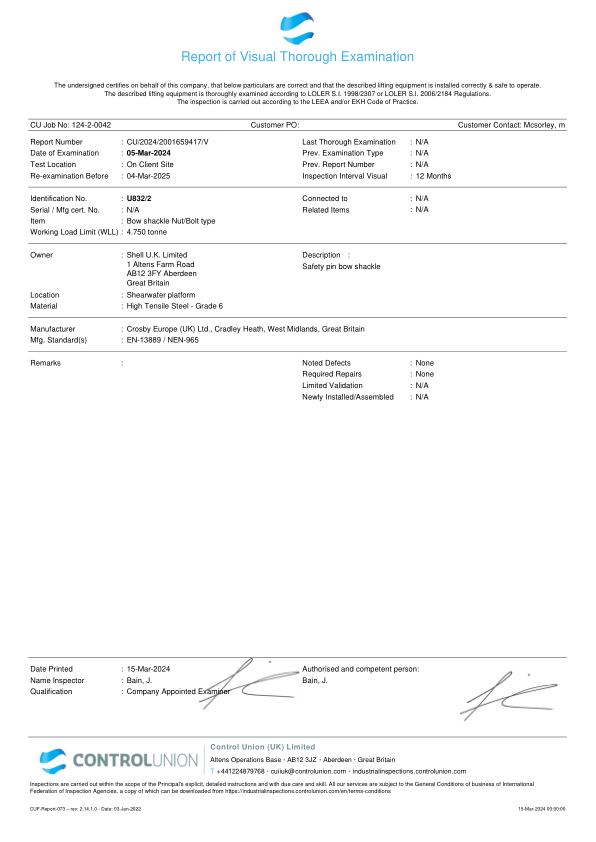 Report of Visual Thorough Examination
The undersigned certifies on behalf of this company, that below particulars are correct and that the described lifting equipment is installed correctly & safe to operate.
The described lifting equipment is thoroughly examined according to LOLER S.I. 1998/2307 or LOLER S.I. 2006/2184 Regulations.
The inspection is carried out according to the LEEA and/or EKH Code of Practice.
CU Job No: 124-2-0042 Customer PO: Customer Contact: Mcsorley, m
Report Number : CU/2024/2001659417/V Last Thorough Examination : N/A
Date of Examination : 05-Mar-2024 Prev. Examination Type : N/A
Test Location : On Client Site Prev. Report Number : N/A
Re-examination Before : 04-Mar-2025 Inspection Interval Visual : 12 Months
Identification No. : U832/2 Connected to : N/A
Serial / Mfg cert. No. : N/A Related Items : N/A
Item : Bow shackle Nut/Bolt type
Working Load Limit (WLL) : 4.750 tonne
Owner : Shell U.K. Limited Description :
1 Altens Farm Road Safety pin bow shackle
AB12 3FY Aberdeen
Great Britain
Location : Shearwater platform
Material : High Tensile Steel - Grade 6
Manufacturer : Crosby Europe (UK) Ltd., Cradley Heath, West Midlands, Great Britain
Mfg. Standard(s) : EN-13889 / NEN-965
Remarks : Noted Defects : None
Required Repairs : None
Limited Validation : N/A
Newly Installed/Assembled : N/A
Date Printed : 15-Mar-2024 Authorised and competent person:
Name Inspector : Bain, J. Bain, J.
Qualification : Company Appointed Examiner
CONTROLUNION
Control Union (UK) Limited
Altens Operations Base · AB12 3JZ · Aberdeen · Great Britain
T +441224879768 · cuiiuk@controlunion.com · industrialinspections.controlunion.com
Inspections are carried out within the scope of the Principal's explicit, detailed instructions and with due care and skill. All our services are subject to the General Conditions of business of International
Federation of Inspection Agencies, a copy of which can be downloaded from https://industrialinspections.controlunion.com/en/terms-conditions
CUF-Report-073 – rev: 2.14.1.0 - Date: 03-Jun-2022 15-Mar-2024 00:00:00